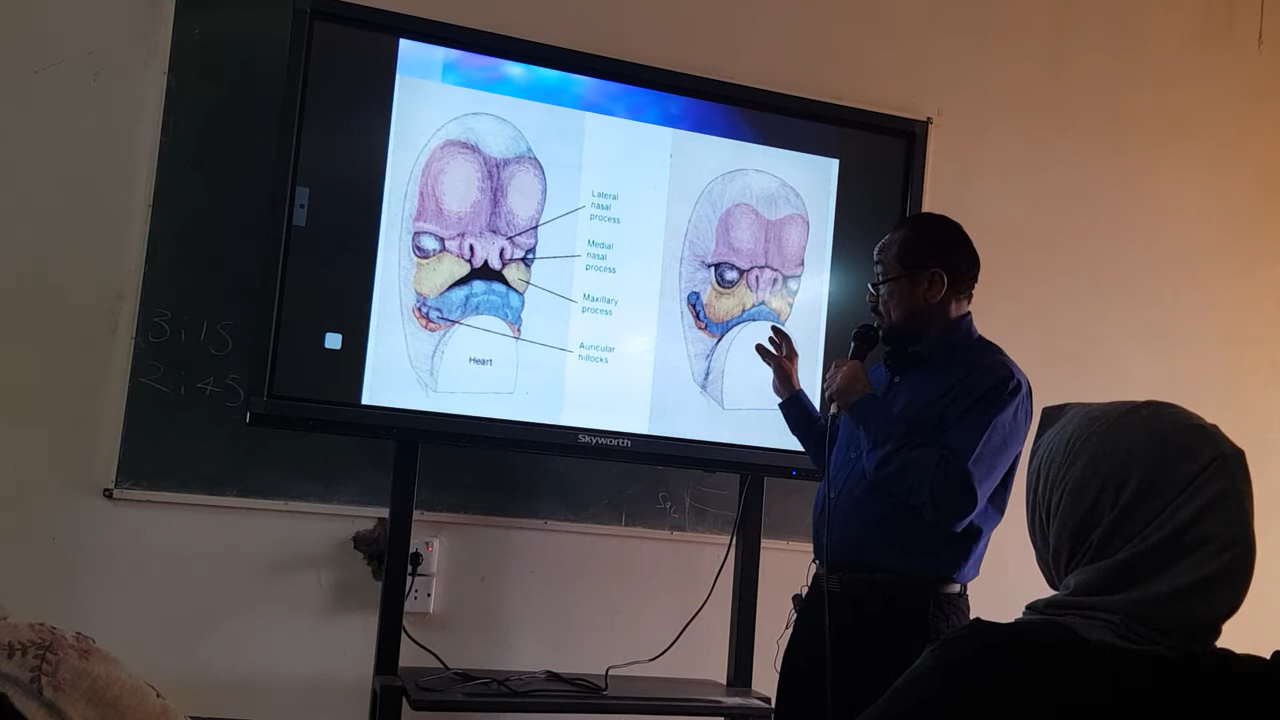 3:15
2:45
Lateral
nasal
process
Medial
nasal
process
Maxillary
process
Auricular
hillocks
Heart
Skyworth